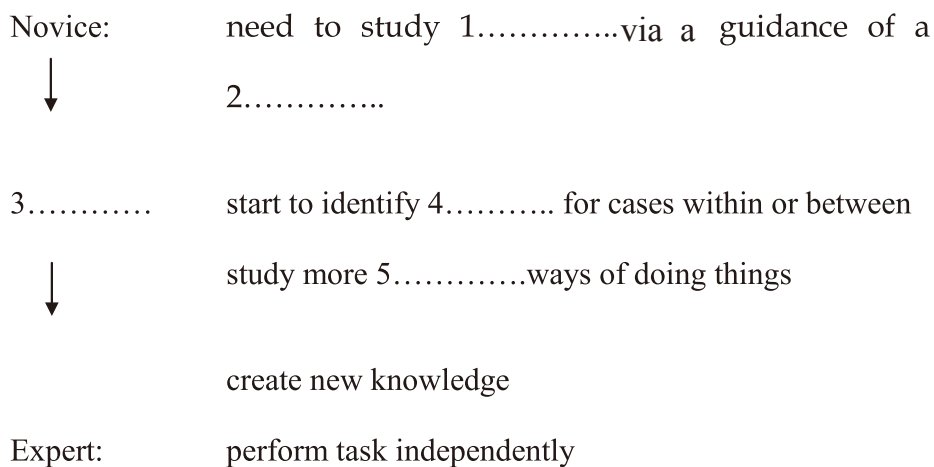 Novice: need to study 1…………..via a guidance of a
2…………..
3………… start to identify 4……….. for cases within or between
study more 5………….ways of doing things
create new knowledge
Expert: perform task independently